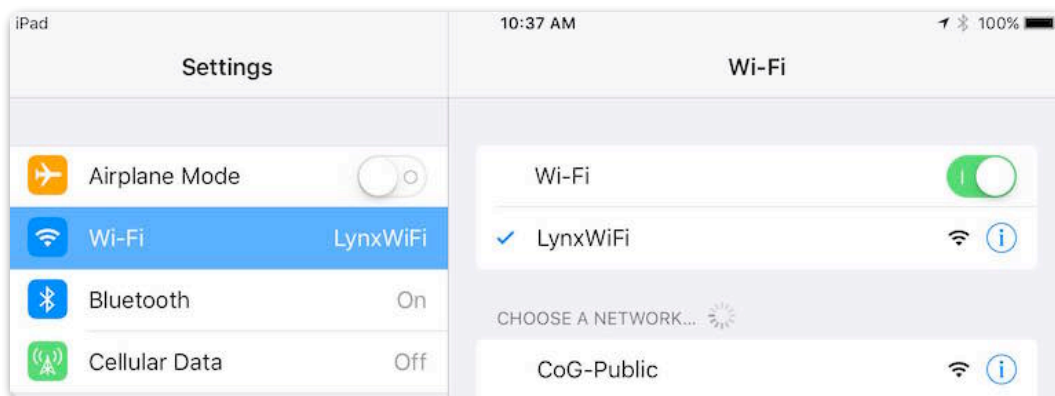 iPad 10:37 AM 100%
Settings
Wi-Fi
Airplane Mode
Wi-Fi LynxWiFi
Bluetooth On
Cellular Data Off
Wi-Fi
LynxWiFi
CHOOSE A NETWORK...
CoG-Public